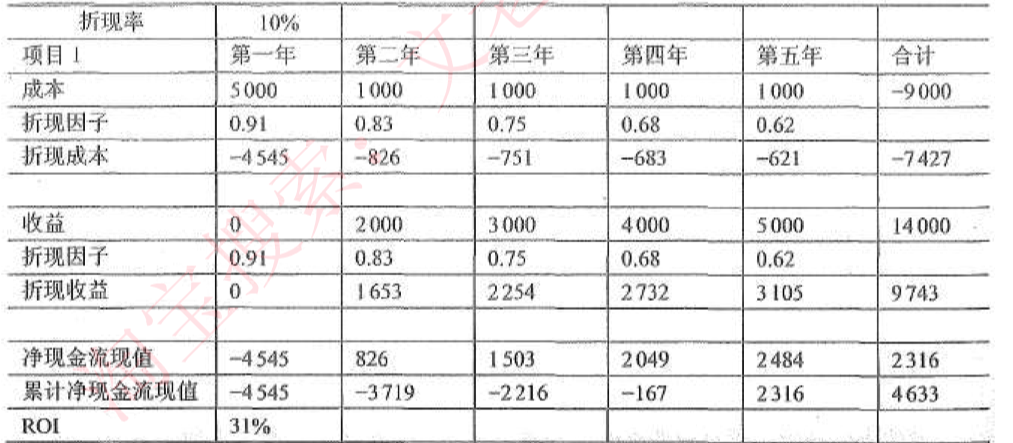 折现率 10%
项目1 第一年 第二年 第三年 第四年 第五年 合计
成本 5000 1000 1000 1000 1000 -9000
折现因子 0.91 0.83 0.75 0.68 0.62
折现成本 -4545 -826 -751 -683 -621 -7427
收益 0 2000 3000 4000 5000 14000
折现因子 0.91 0.83 0.75 0.68 0.62
折现收益 0 1653 2254 2732 3105 9743
净现金流现值 -4545 826 1503 2049 2484 2316
累计净现金流现值 -4545 -3719 -2216 -167 2316 4633
ROI 31%
淘宝搜索：文